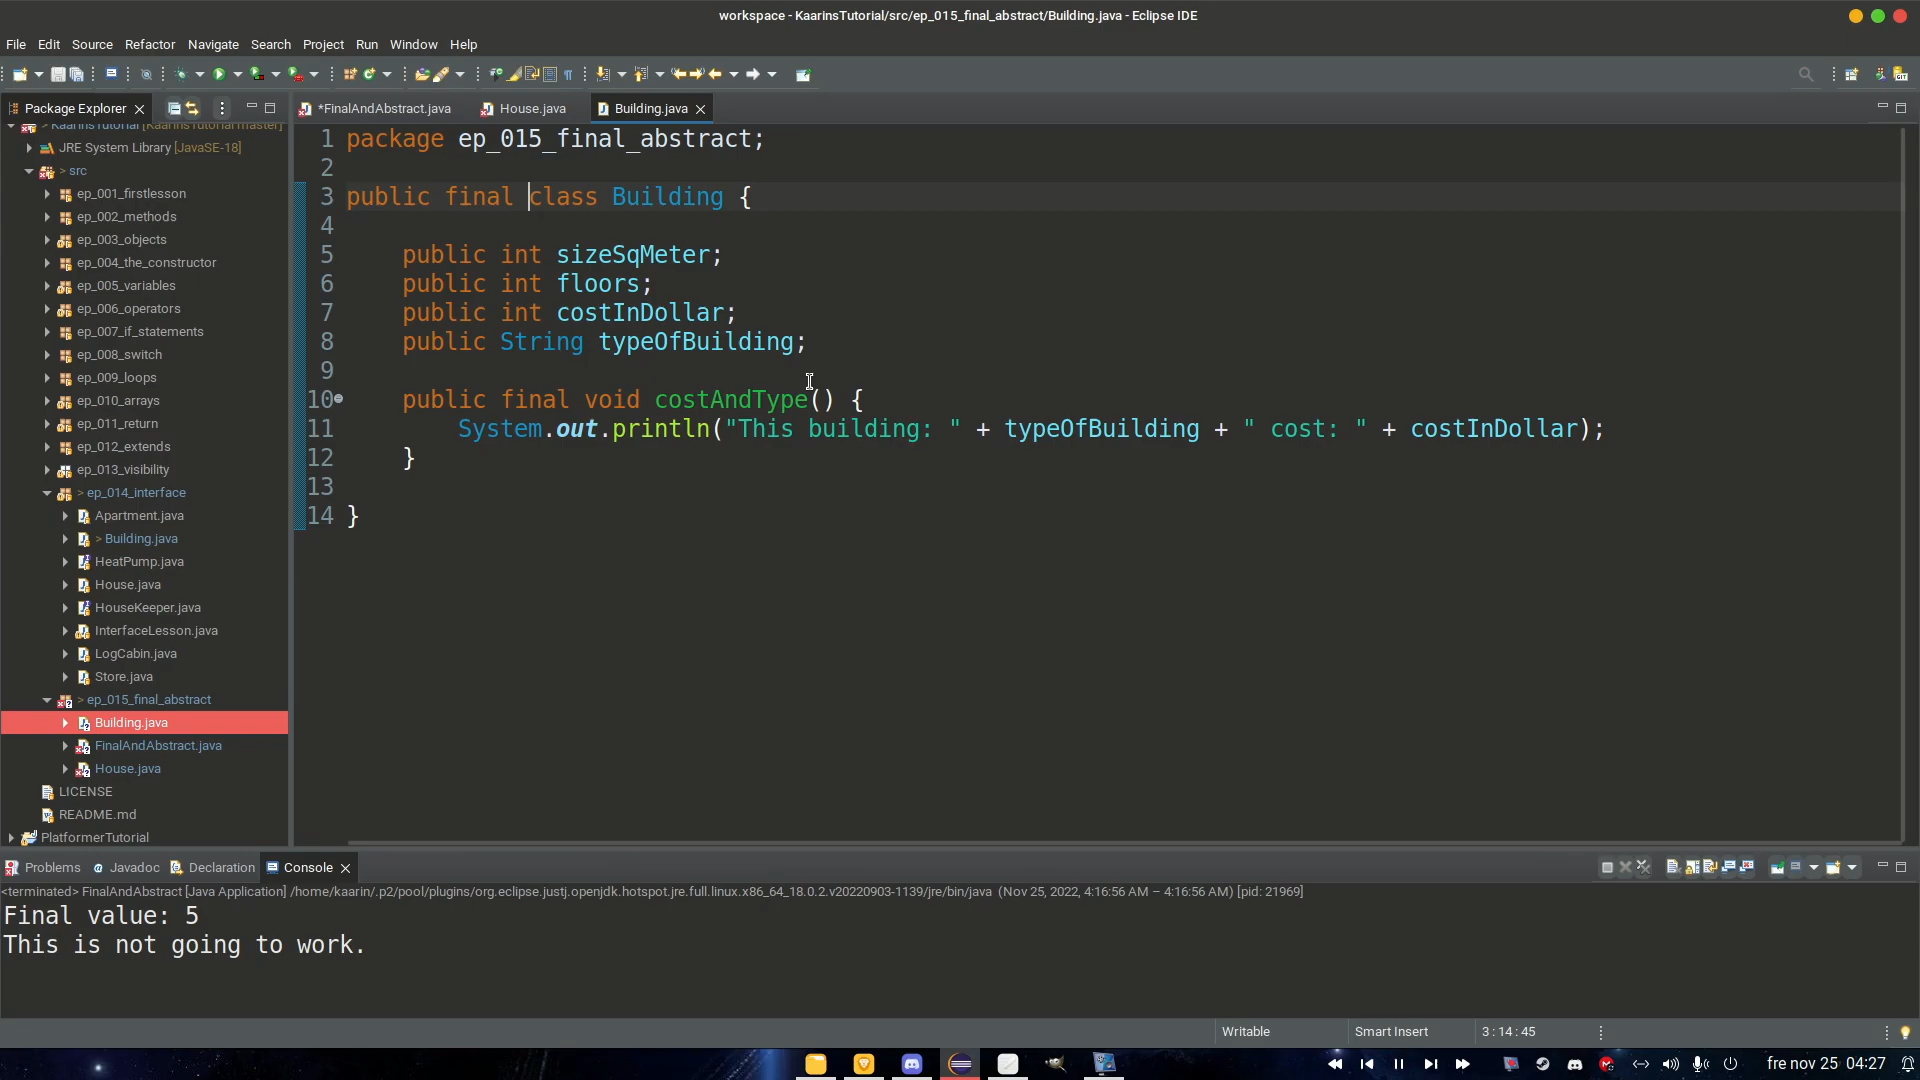 workspace - KaarinsTutorial/src/ep_015_final_abstract/Building.java - Eclipse IDE
File Edit Source Refactor Navigate Search Project Run Window Help
Package Explorer
*FinalAndAbstract.java House.java Building.java
> KaarinsTutorial [KaarinsTutorial master]
JRE System Library [JavaSE-18]
> src
ep_001_firstlesson
ep_002_methods
ep_003_objects
ep_004_the_constructor
ep_005_variables
ep_006_operators
ep_007_if_statements
ep_008_switch
ep_009_loops
ep_010_arrays
ep_011_return
ep_012_extends
ep_013_visibility
> ep_014_interface
Apartment.java
> Building.java
HeatPump.java
House.java
HouseKeeper.java
InterfaceLesson.java
LogCabin.java
Store.java
> ep_015_final_abstract
Building.java
FinalAndAbstract.java
House.java
LICENSE
README.md
PlatformerTutorial
1 package ep_015_final_abstract;
2
3 public final class Building {
4
5 public int sizeSqMeter;
6 public int floors;
7 public int costInDollar;
8 public String typeOfBuilding;
9
10 public final void costAndType() {
11 System.out.println("This building: " + typeOfBuilding + " cost: " + costInDollar);
12 }
13
14 }
Problems Javadoc Declaration Console
<terminated> FinalAndAbstract [Java Application] /home/kaarin/.p2/pool/plugins/org.eclipse.justj.openjdk.hotspot.jre.full.linux.x86_64_18.0.2.v20220903-1139/jre/bin/java (Nov 25, 2022, 4:16:56 AM – 4:16:56 AM) [pid: 21969]
Final value: 5
This is not going to work.
Writable Smart Insert 3 : 14 : 45
fre nov 25 04:27